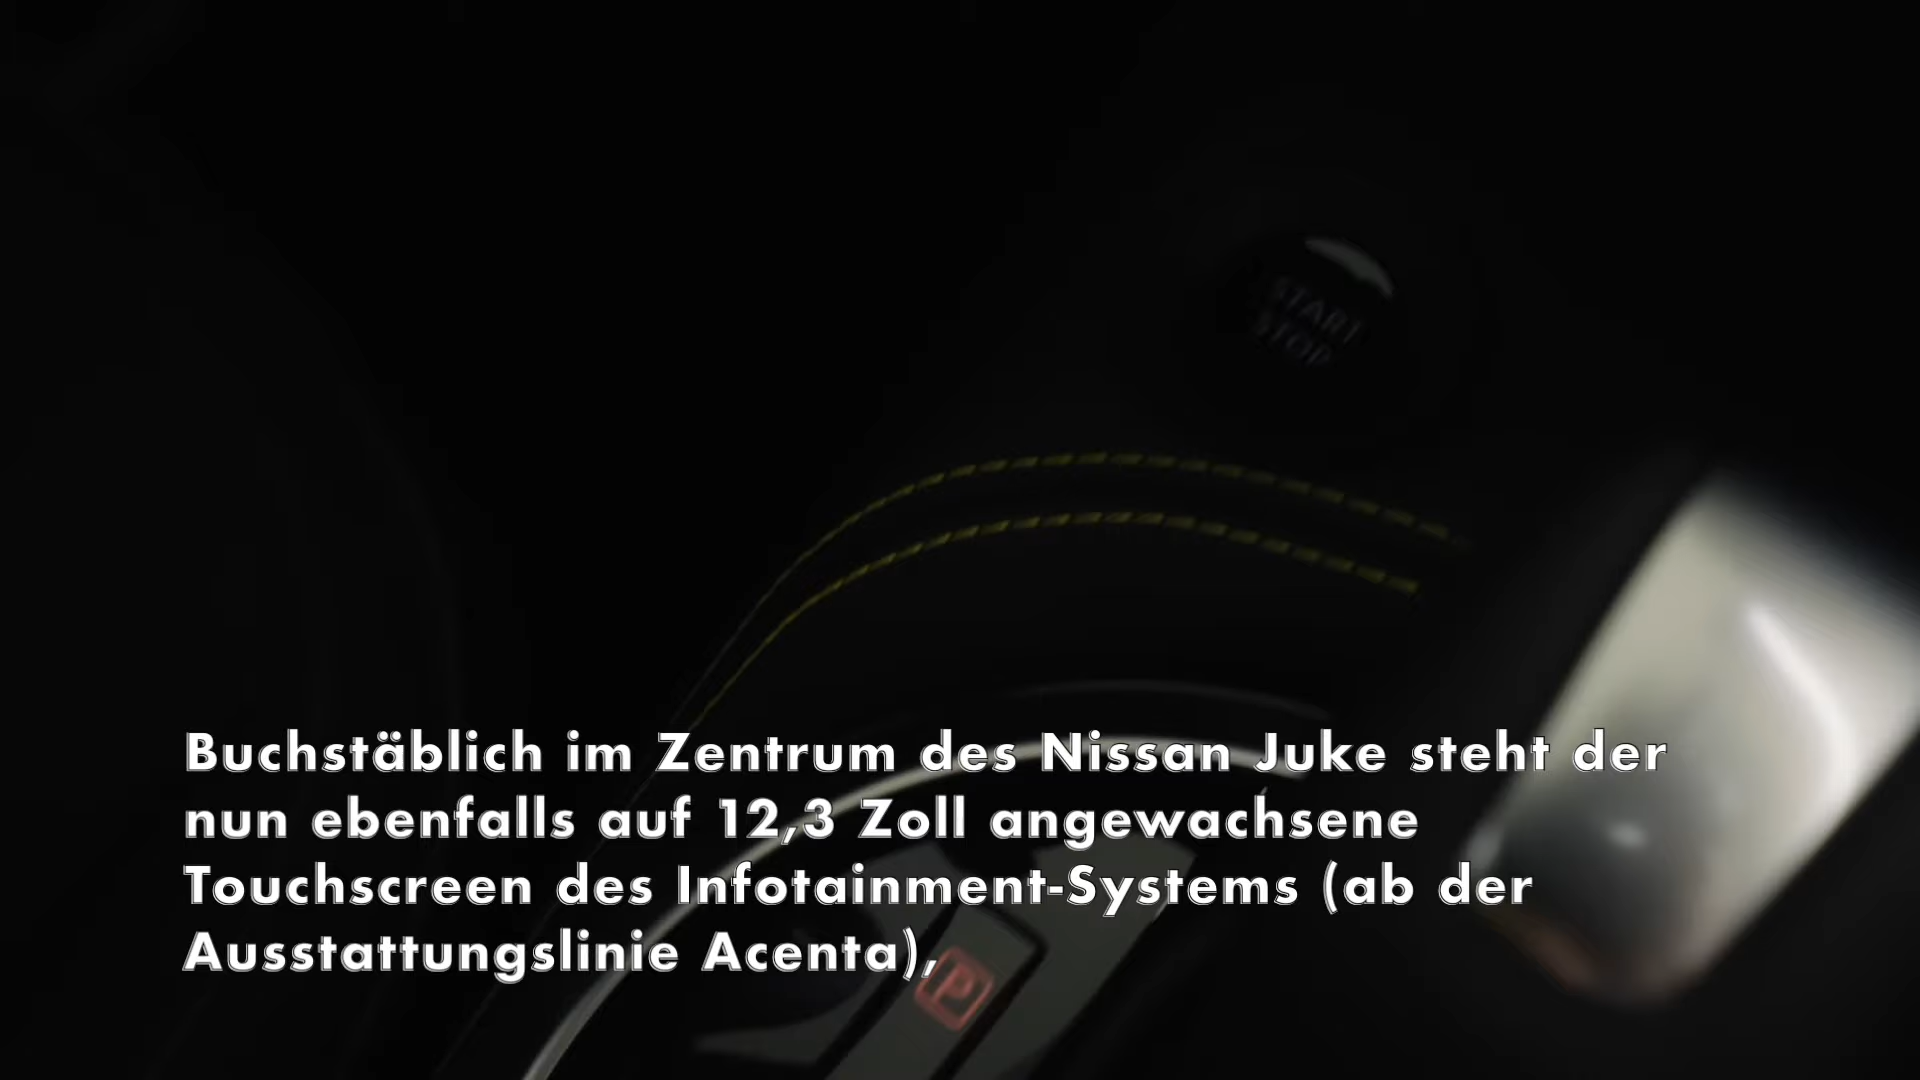 START
STOP
Buchstäblich im Zentrum des Nissan Juke steht der
nun ebenfalls auf 12,3 Zoll angewachsene
Touchscreen des Infotainment-Systems (ab der
Ausstattungslinie Acenta),
P